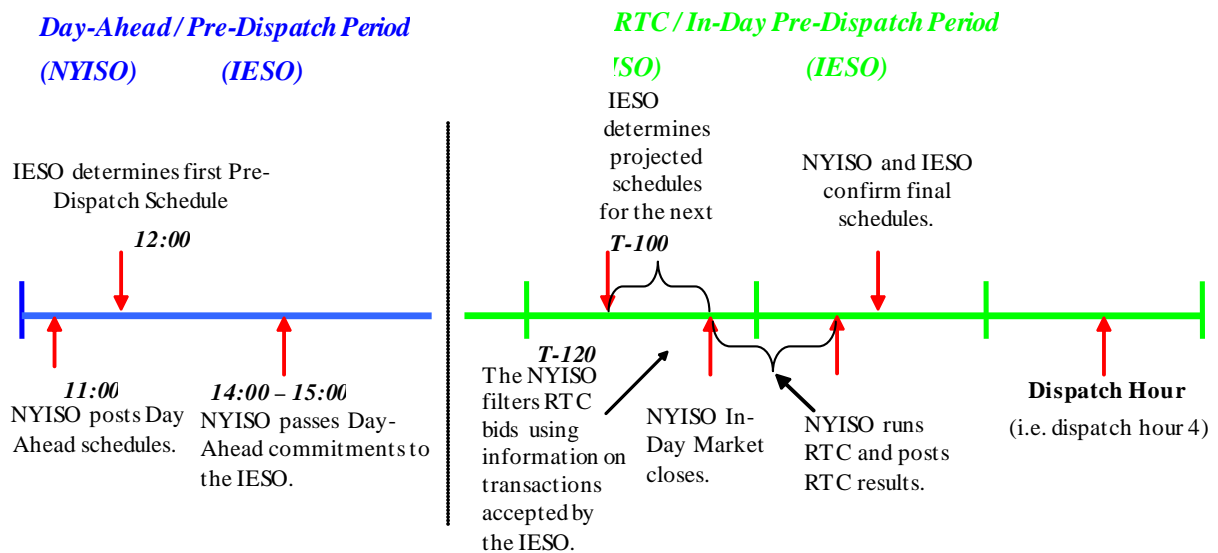 Day-Ahead / Pre-Dispatch Period
(NYISO) (IESO)
IESO determines first Pre-
Dispatch Schedule
12:00
11:00
NYISO posts Day
Ahead schedules.
14:00 – 15:00
NYISO passes Day-
Ahead commitments to
the IESO.
RTC / In-Day Pre-Dispatch Period
ISO) (IESO)
IESO
determines
projected
schedules
for the next
T-100
NYISO and IESO
confirm final
schedules.
T-120
The NYISO
filters RTC
bids using
information on
transactions
accepted by
the IESO.
NYISO In-
Day Market
closes.
NYISO runs
RTC and posts
RTC results.
Dispatch Hour
(i.e. dispatch hour 4)